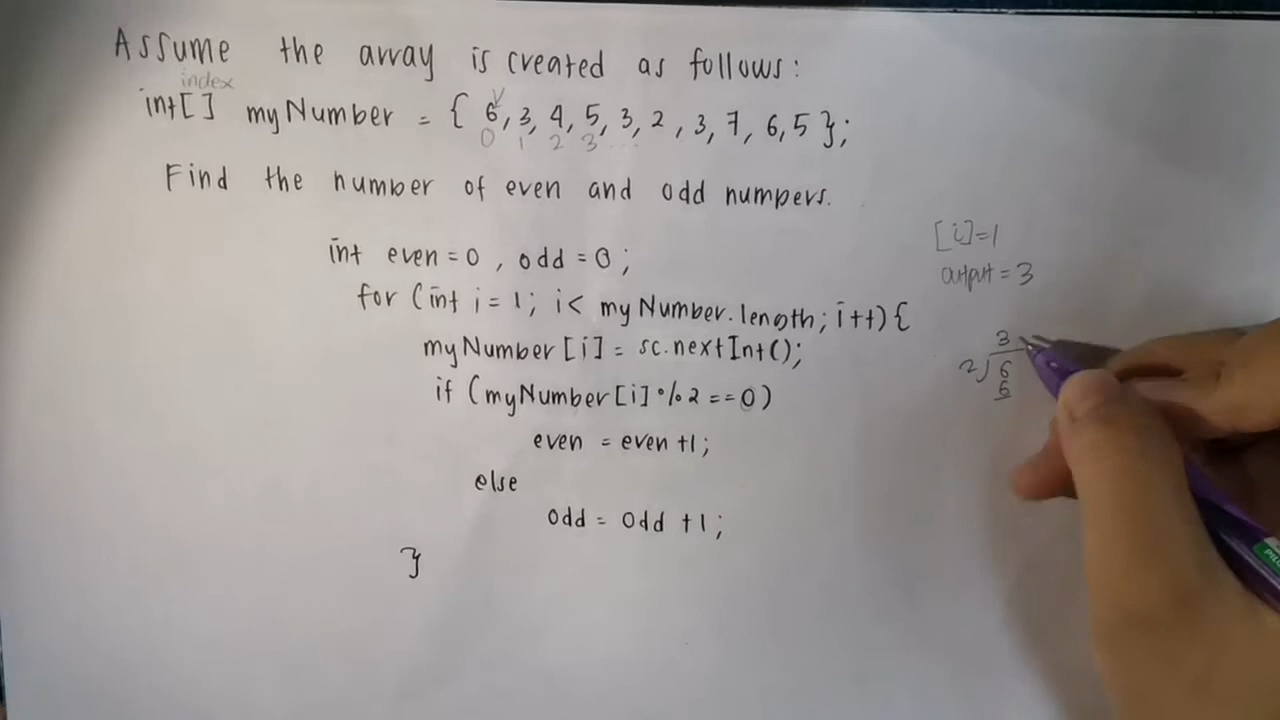 Assume the array is created as follows:
index
int[] myNumber = { 6, 3, 4, 5, 3, 2, 3, 7, 6, 5 };
0 1 2 3 ...
Find the number of even and odd numbers.
int even=0, odd=0;
for (int i=1; i< myNumber.length; i++){
myNumber[i] = sc.nextInt();
if (myNumber[i]%2==0)
even = even+1;
else
odd = odd+1;
}
[i]=1
output = 3
3
2 6
6
PIL